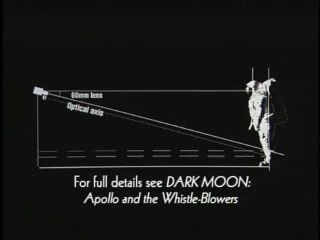 60mm lens
Optical axis
For full details see DARK MOON:
Apollo and the Whistle-Blowers